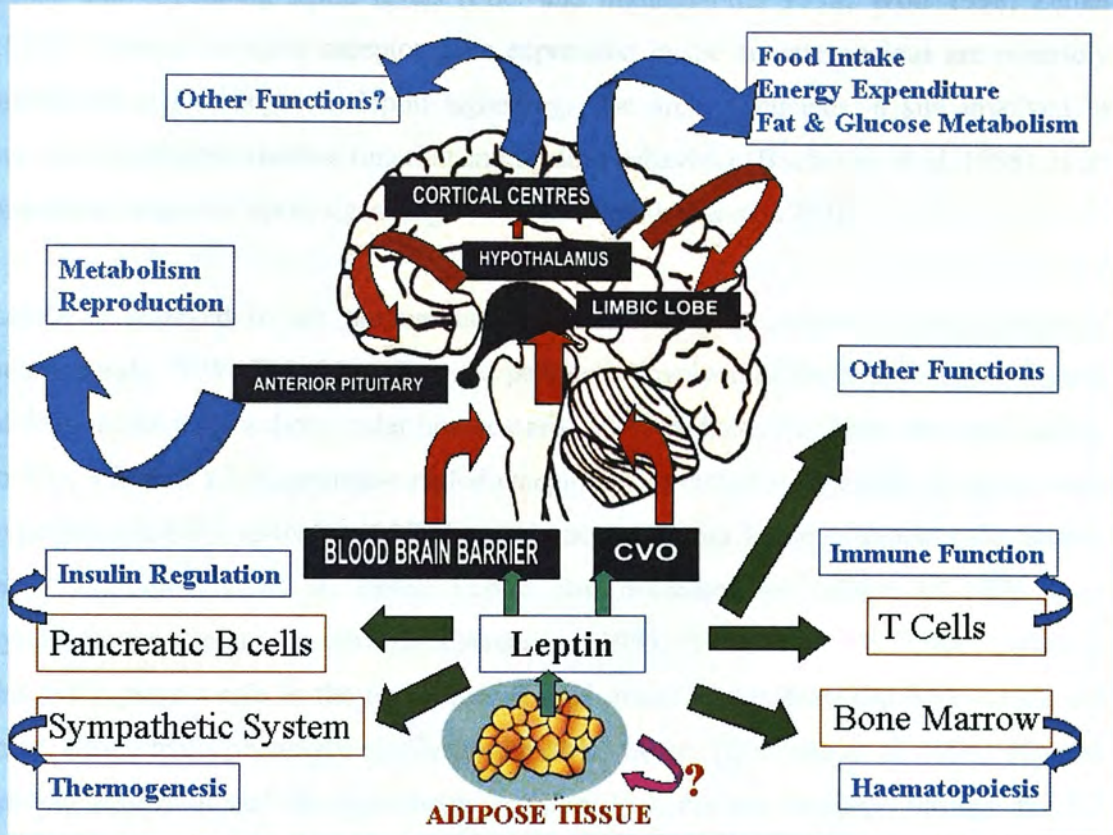 Other Functions?
Food Intake
Energy Expenditure
Fat & Glucose Metabolism
CORTICAL CENTRES
HYPOTHALAMUS
LIMBIC LOBE
Metabolism
Reproduction
ANTERIOR PITUITARY
Other Functions
BLOOD BRAIN BARRIER
CVO
Insulin Regulation
Pancreatic B cells
Leptin
Immune Function
T Cells
Sympathetic System
Thermogenesis
Bone Marrow
Haematopoiesis
?
ADIPOSE TISSUE